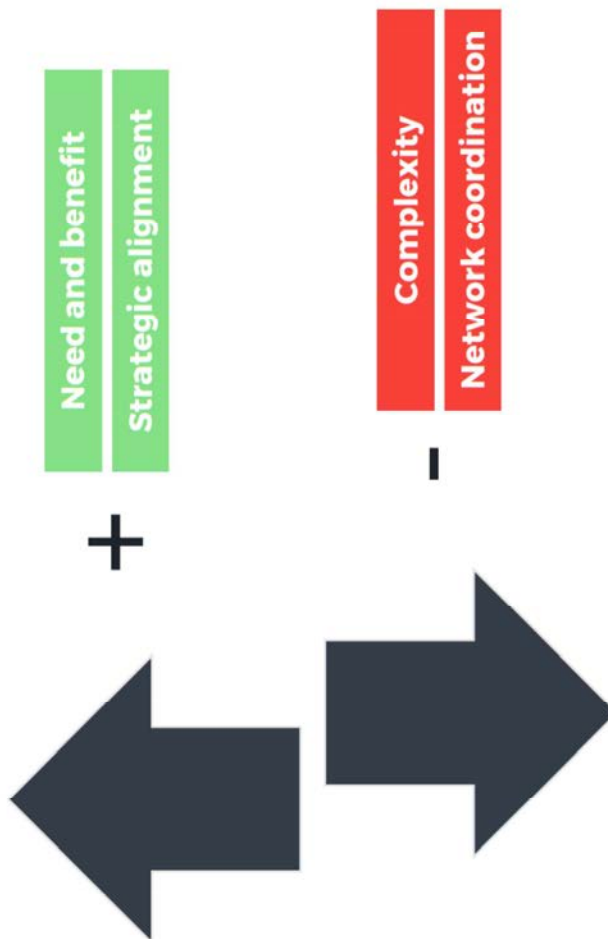 +
Need and benefit
Strategic alignment
-
Complexity
Network coordination